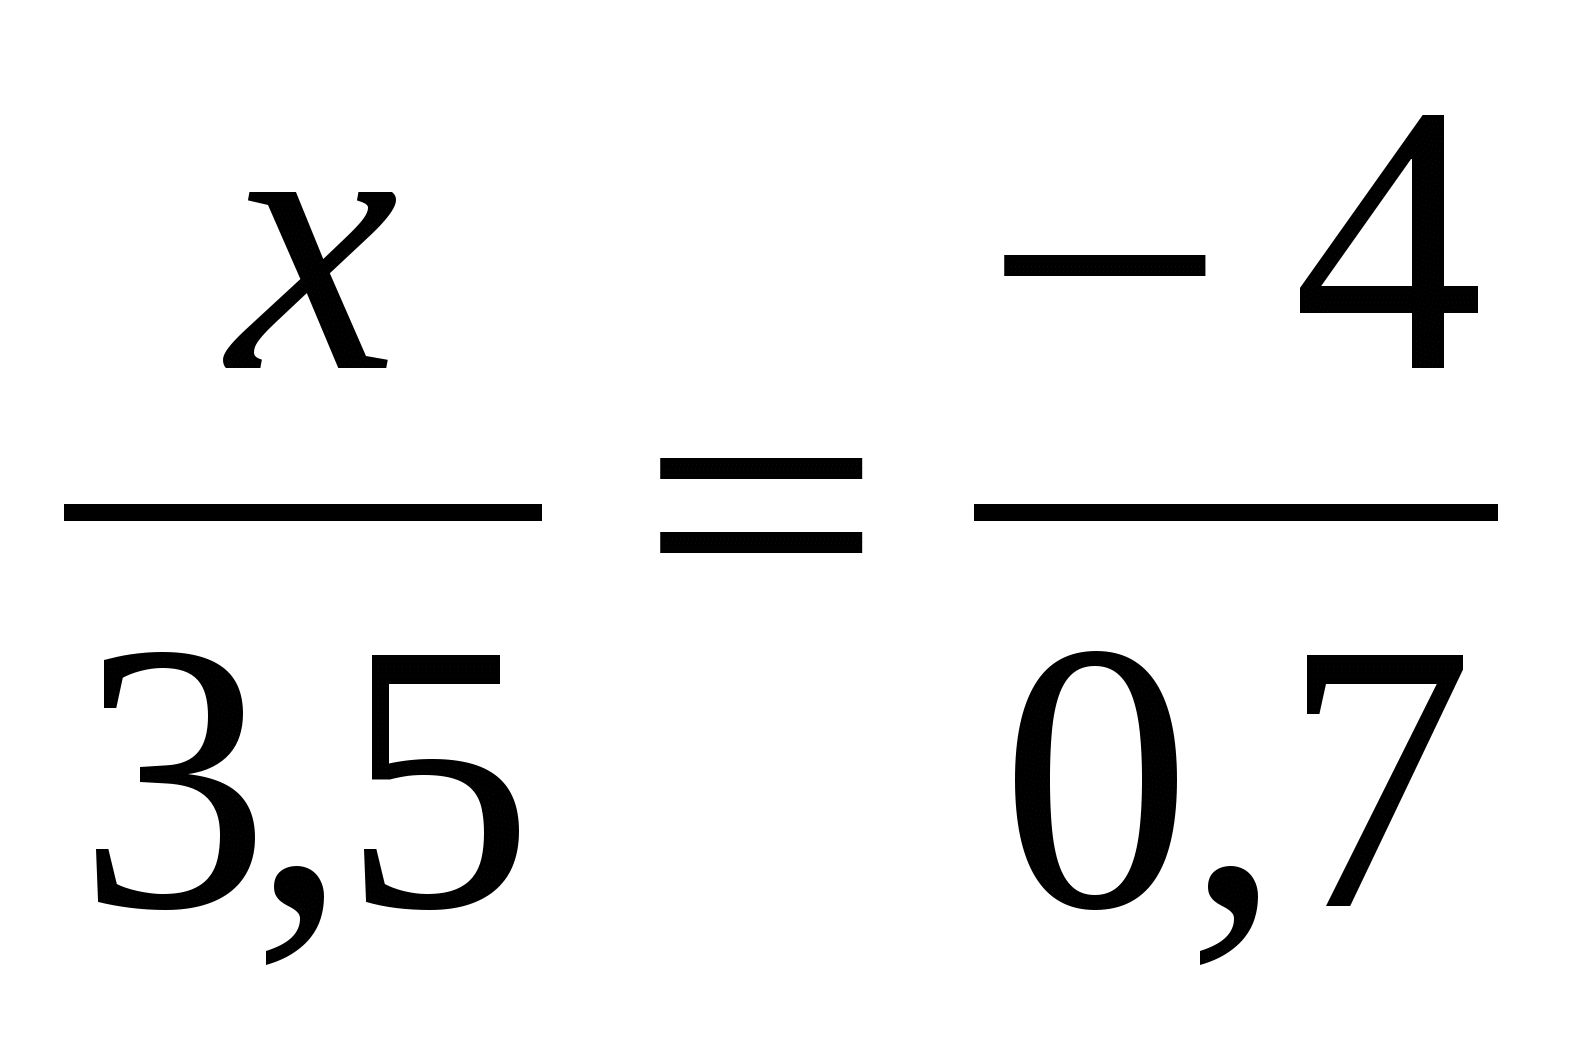 x/3,5 = −4/0,7